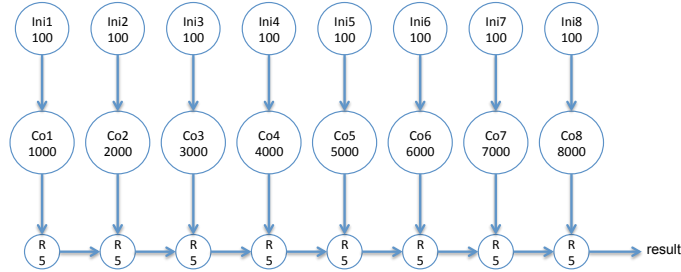 Ini1
100
Ini2
100
Ini3
100
Ini4
100
Ini5
100
Ini6
100
Ini7
100
Ini8
100
Co1
1000
Co2
2000
Co3
3000
Co4
4000
Co5
5000
Co6
6000
Co7
7000
Co8
8000
R
5
R
5
R
5
R
5
R
5
R
5
R
5
R
5
result